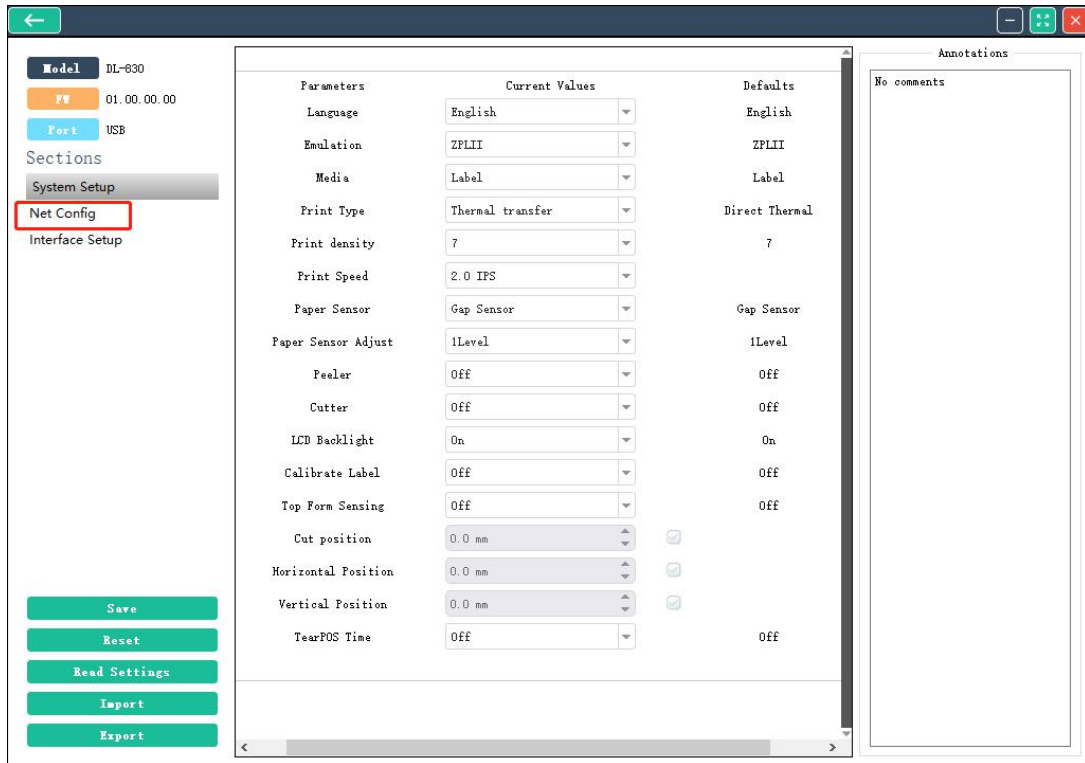 Model DL-830
FW 01.00.00.00
Port USB
Sections
System Setup
Net Config
Interface Setup
Save
Reset
Read Settings
Import
Export
Parameters Current Values Defaults
Language English English
Emulation ZPLII ZPLII
Media Label Label
Print Type Thermal transfer Direct Thermal
Print density 7 7
Print Speed 2.0 IPS
Paper Sensor Gap Sensor Gap Sensor
Paper Sensor Adjust 1Level 1Level
Peeler Off Off
Cutter Off Off
LCD Backlight On On
Calibrate Label Off Off
Top Form Sensing Off Off
Cut position 0.0 mm
Horizontal Position 0.0 mm
Vertical Position 0.0 mm
TearPOS Time Off Off
Annotations
No comments